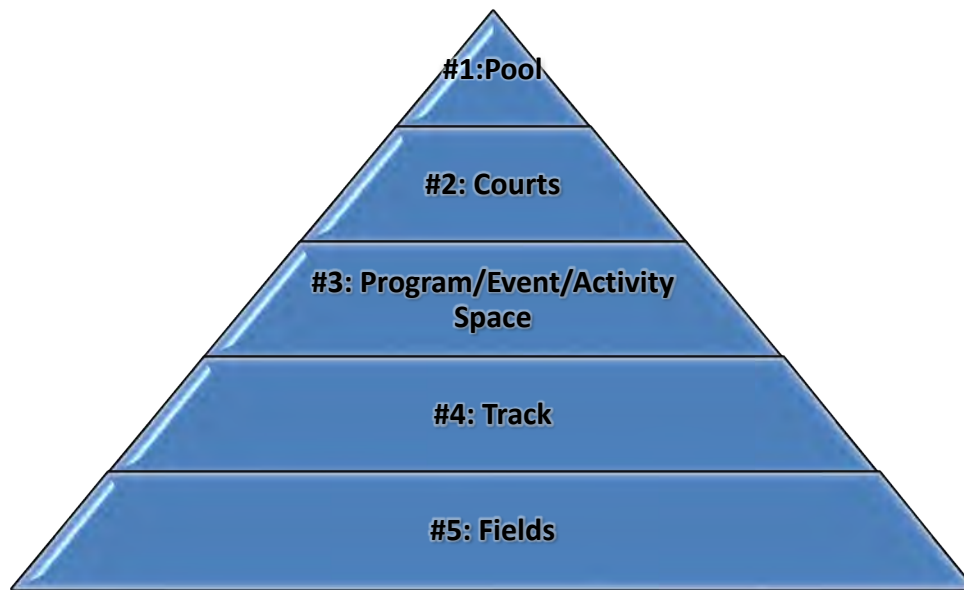 #1:Pool
#2: Courts
#3: Program/Event/Activity
Space
#4: Track
#5: Fields